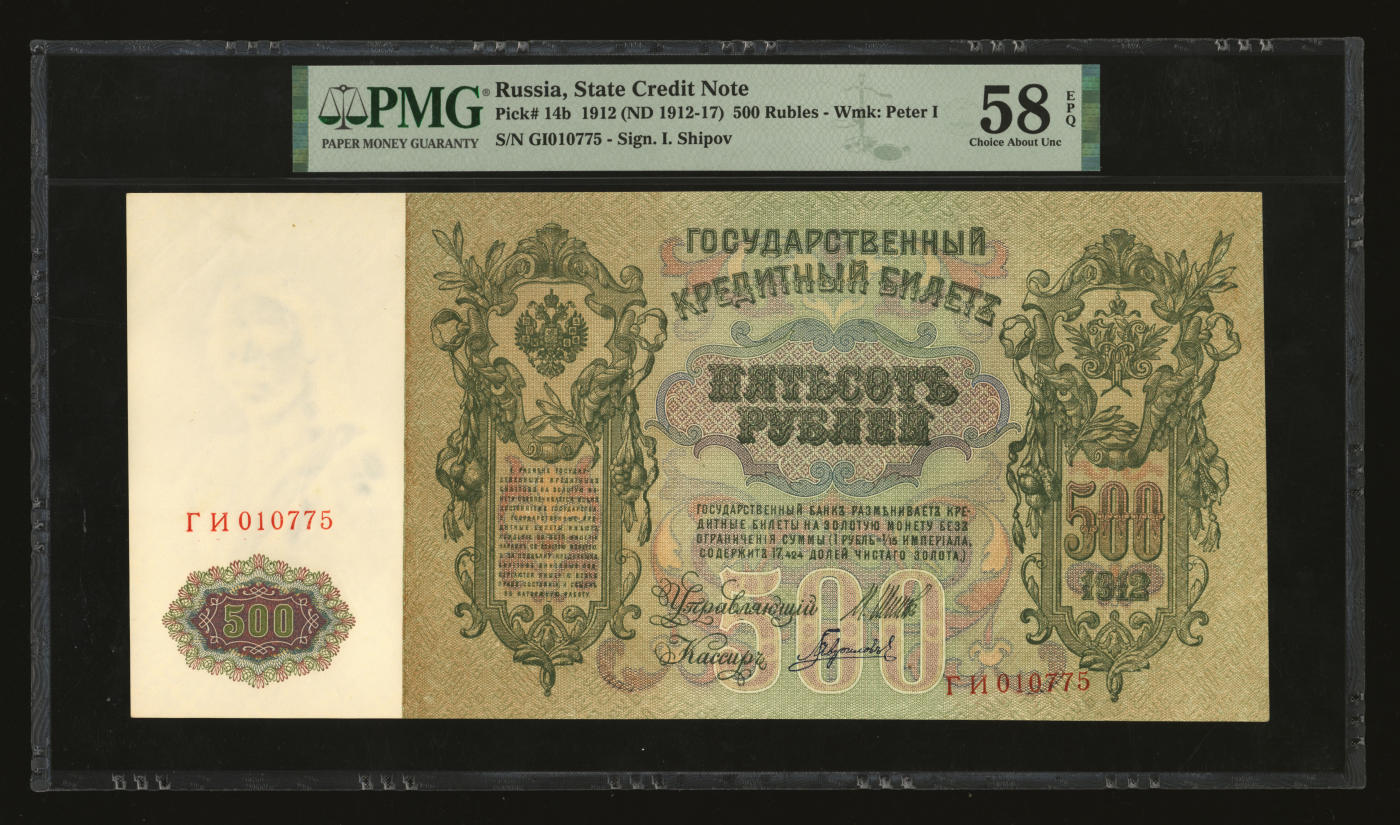 PMG®
PAPER MONEY GUARANTY
Russia, State Credit Note
Pick# 14b 1912 (ND 1912-17) 500 Rubles - Wmk: Peter I
S/N GI010775 - Sign. I. Shipov
58
EPQ
Choice About Unc
ГОСУДАРСТВЕННЫЙ
КРЕДИТНЫЙ БИЛЕТЪ
ПЯТЬСОТЪ
РУБЛЕЙ
ГОСУДАРСТВЕННЫЙ БАНКЪ РАЗМѢНИВАЕТЪ КРЕ-
ДИТНЫЕ БИЛЕТЫ НА ЗОЛОТУЮ МОНЕТУ БЕЗЪ
ОГРАНИЧЕНІЯ СУММЫ (1 РУБЛЬ=1/15 ИМПЕРІАЛА,
СОДЕРЖИТЪ 17,424 ДОЛЕЙ ЧИСТАГО ЗОЛОТА.)
500
1912
500
Управляющій
Кассиръ
ГИ 010775
500
ГИ 010775